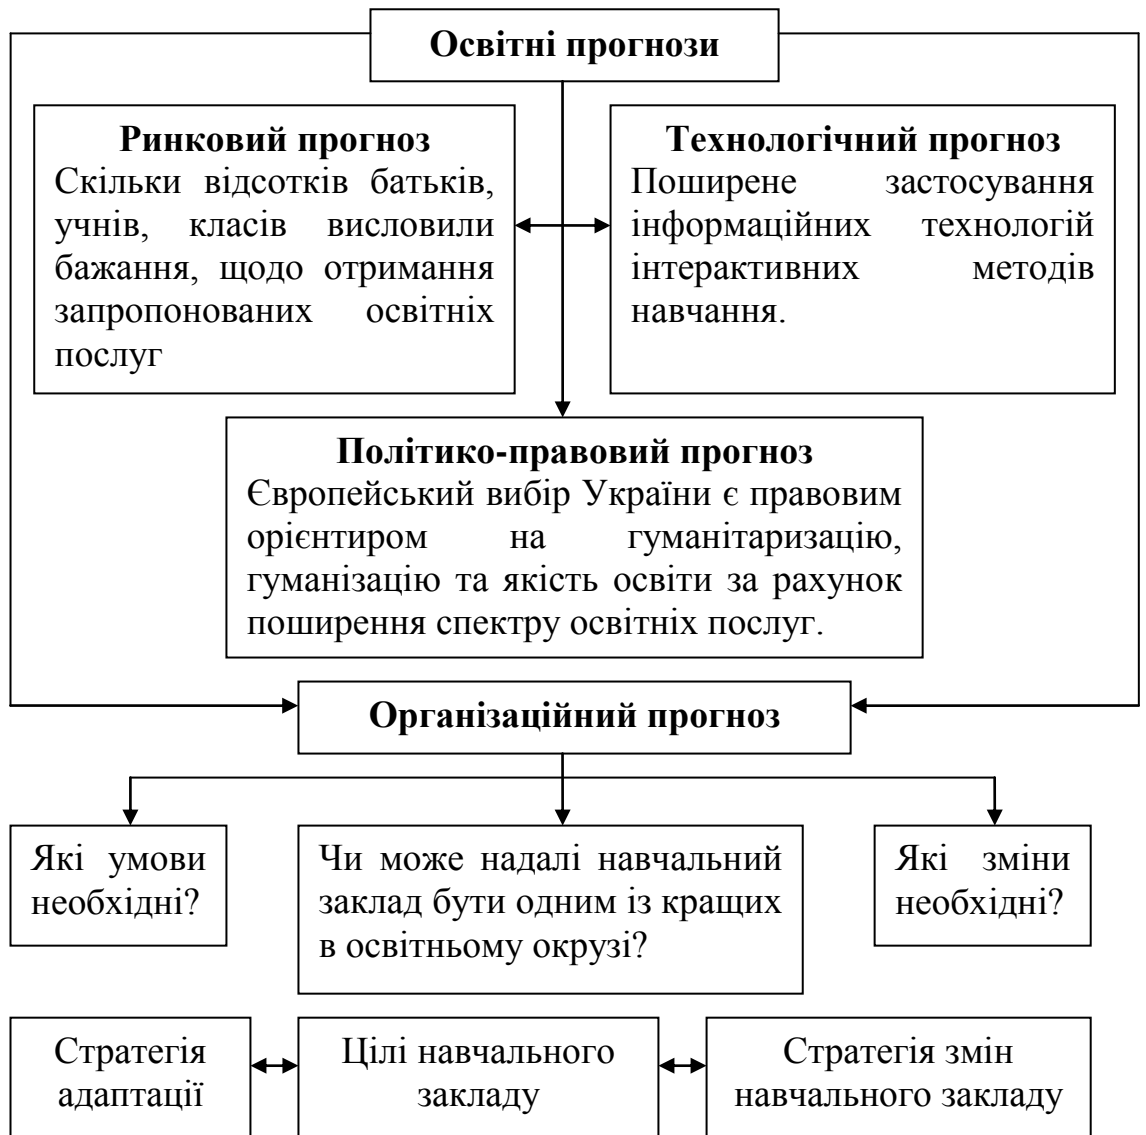 Освітні прогнози
Ринковий прогноз
Скільки відсотків батьків,
учнів, класів висловили
бажання, щодо отримання
запропонованих освітніх
послуг
Технологічний прогноз
Поширене застосування
інформаційних технологій
інтерактивних методів
навчання.
Політико-правовий прогноз
Європейський вибір України є правовим
орієнтиром на гуманітаризацію,
гуманізацію та якість освіти за рахунок
поширення спектру освітніх послуг.
Організаційний прогноз
Які умови
необхідні?
Чи може надалі навчальний
заклад бути одним із кращих
в освітньому окрузі?
Які зміни
необхідні?
Стратегія
адаптації
Цілі навчального
закладу
Стратегія змін
навчального закладу